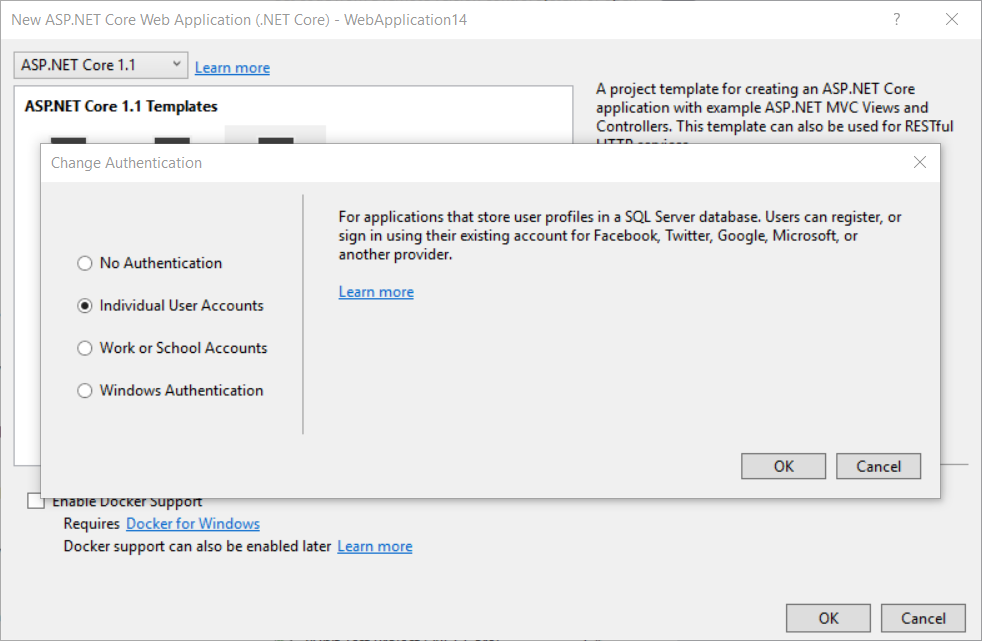 New ASP.NET Core Web Application (.NET Core) - WebApplication14
?
ASP.NET Core 1.1
Learn more
ASP.NET Core 1.1 Templates
A project template for creating an ASP.NET Core
application with example ASP.NET MVC Views and
Controllers. This template can also be used for RESTful
HTTP services.
Change Authentication
No Authentication
Individual User Accounts
Work or School Accounts
Windows Authentication
For applications that store user profiles in a SQL Server database. Users can register, or
sign in using their existing account for Facebook, Twitter, Google, Microsoft, or
another provider.
Learn more
OK
Cancel
Enable Docker Support
Requires Docker for Windows
Docker support can also be enabled later Learn more
OK
Cancel